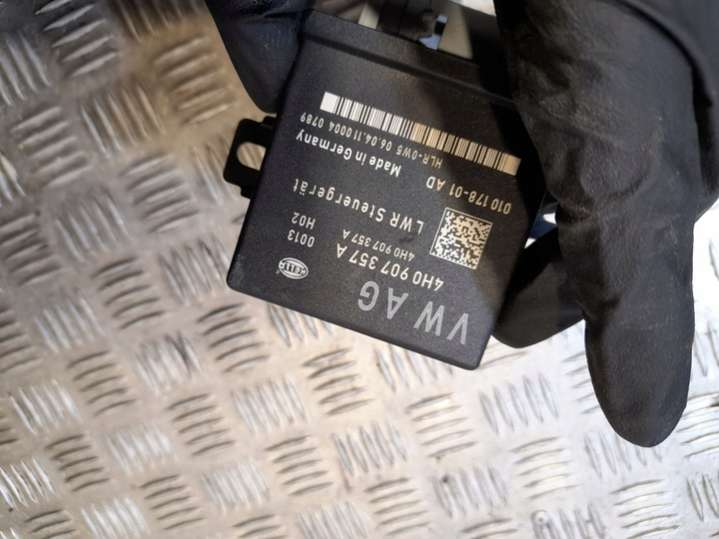 VW AG
4H0 907 357 A
4H0 907 357 A
0013
H02
HELLA
LWR Steuergerät
010 178-01 AD
Made in Germany
HLR-0W5 06.04.11 0004 0789